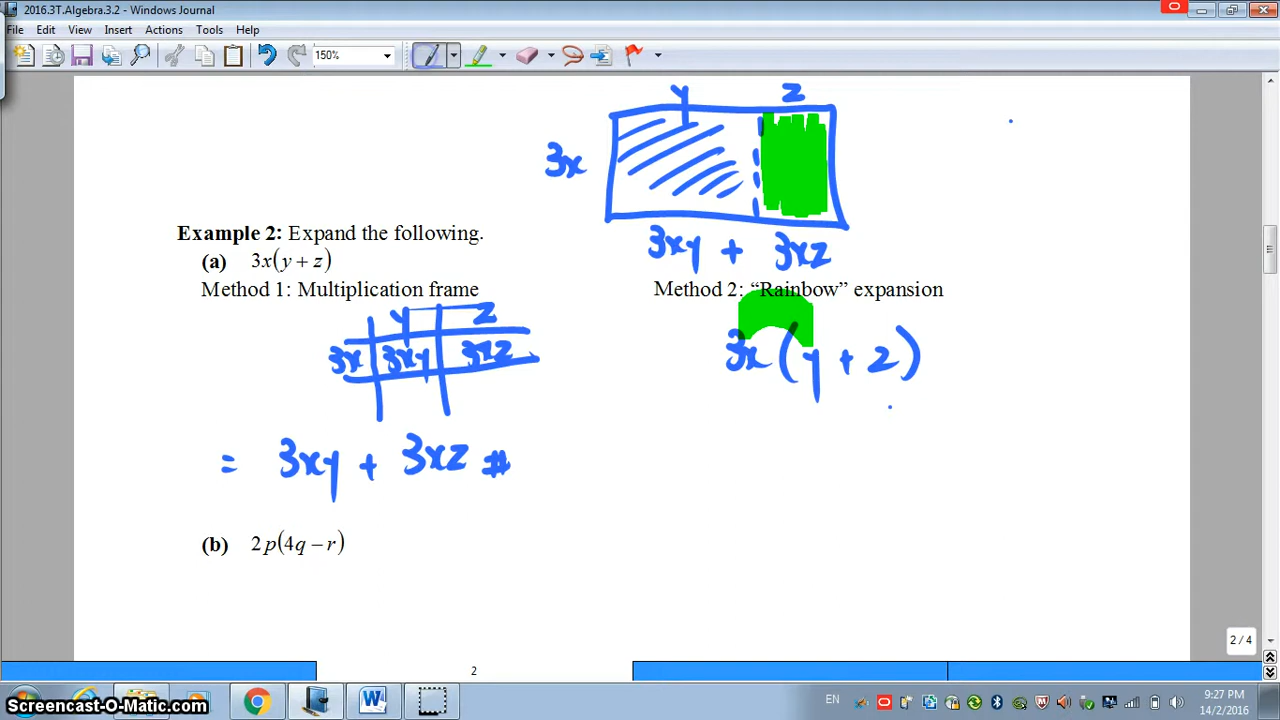 2016.3T.Algebra.3.2 - Windows Journal
File Edit View Insert Actions Tools Help
150%
y z
3x
3xy + 3xz
Example 2: Expand the following.
(a) 3x(y + z)
Method 1: Multiplication frame
Method 2: “Rainbow” expansion
y z
3x 3xy 3xz
3x(y + z)
= 3xy + 3xz #
(b) 2p(4q − r)
2 / 4
2
Screencast-O-Matic.com
EN
9:27 PM
14/2/2016